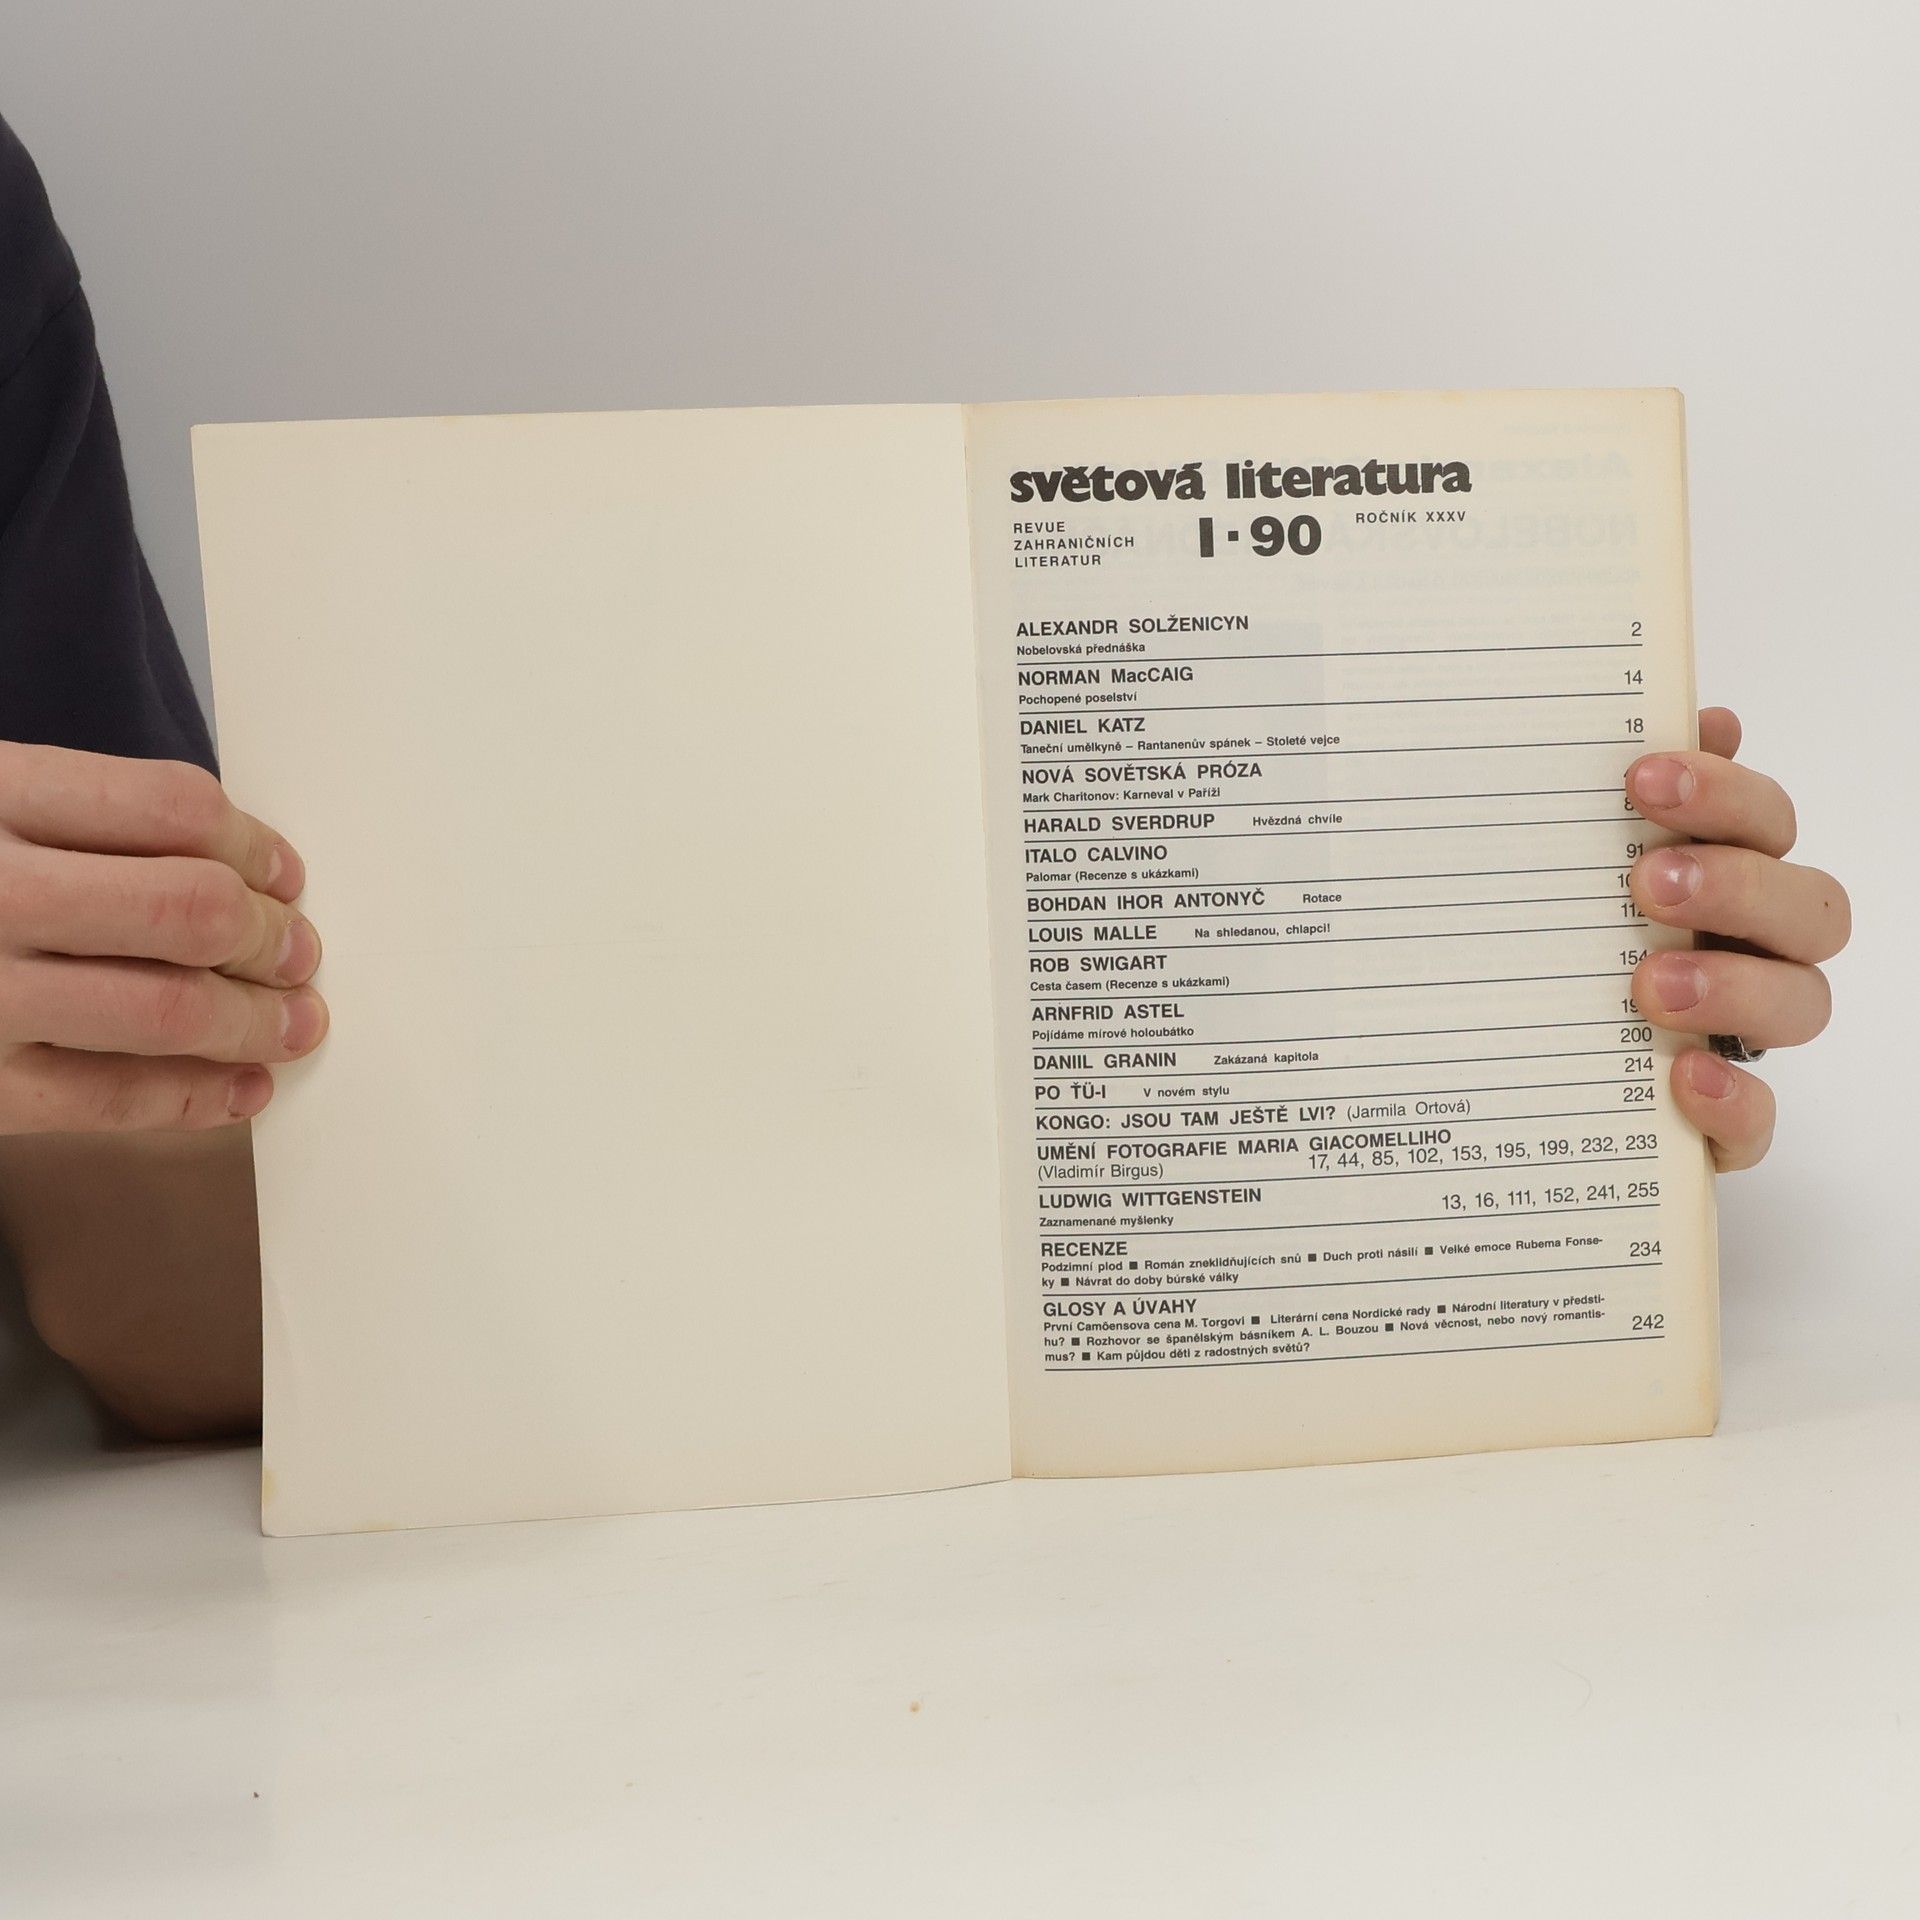 světová literatura
REVUE
ZAHRANIČNÍCH
LITERATUR
I·90
ROČNÍK XXXV
ALEXANDR SOLŽENICYN 2
Nobelovská přednáška
NORMAN MacCAIG 14
Pochopené poselství
DANIEL KATZ 18
Taneční umělkyně – Rantanenův spánek – Stoleté vejce
NOVÁ SOVĚTSKÁ PRÓZA
Mark Charitonov: Karneval v Paříži
HARALD SVERDRUP Hvězdná chvíle
ITALO CALVINO 91
Palomar (Recenze s ukázkami)
BOHDAN IHOR ANTONYČ Rotace
LOUIS MALLE Na shledanou, chlapci! 112
ROB SWIGART 154
Cesta časem (Recenze s ukázkami)
ARNFRID ASTEL
Pojídáme mírové holoubátko
DANIIL GRANIN Zakázaná kapitola 200
PO ŤÜ-I V novém stylu 214
KONGO: JSOU TAM JEŠTĚ LVI? (Jarmila Ortová) 224
UMĚNÍ FOTOGRAFIE MARIA GIACOMELLIHO
(Vladimír Birgus) 17, 44, 85, 102, 153, 195, 199, 232, 233
LUDWIG WITTGENSTEIN 13, 16, 111, 152, 241, 255
Zaznamenané myšlenky
RECENZE 234
Podzimní plod ■ Román zneklidňujících snů ■ Duch proti násilí ■ Velké emoce Rubema Fonse-
ky ■ Návrat do doby búrské války
GLOSY A ÚVAHY
První Camõensova cena M. Torgovi ■ Literární cena Nordické rady ■ Národní literatury v předsti-
hu? ■ Rozhovor se španělským básníkem A. L. Bouzou ■ Nová věcnost, nebo nový romantis- 242
mus? ■ Kam půjdou děti z radostných světů?